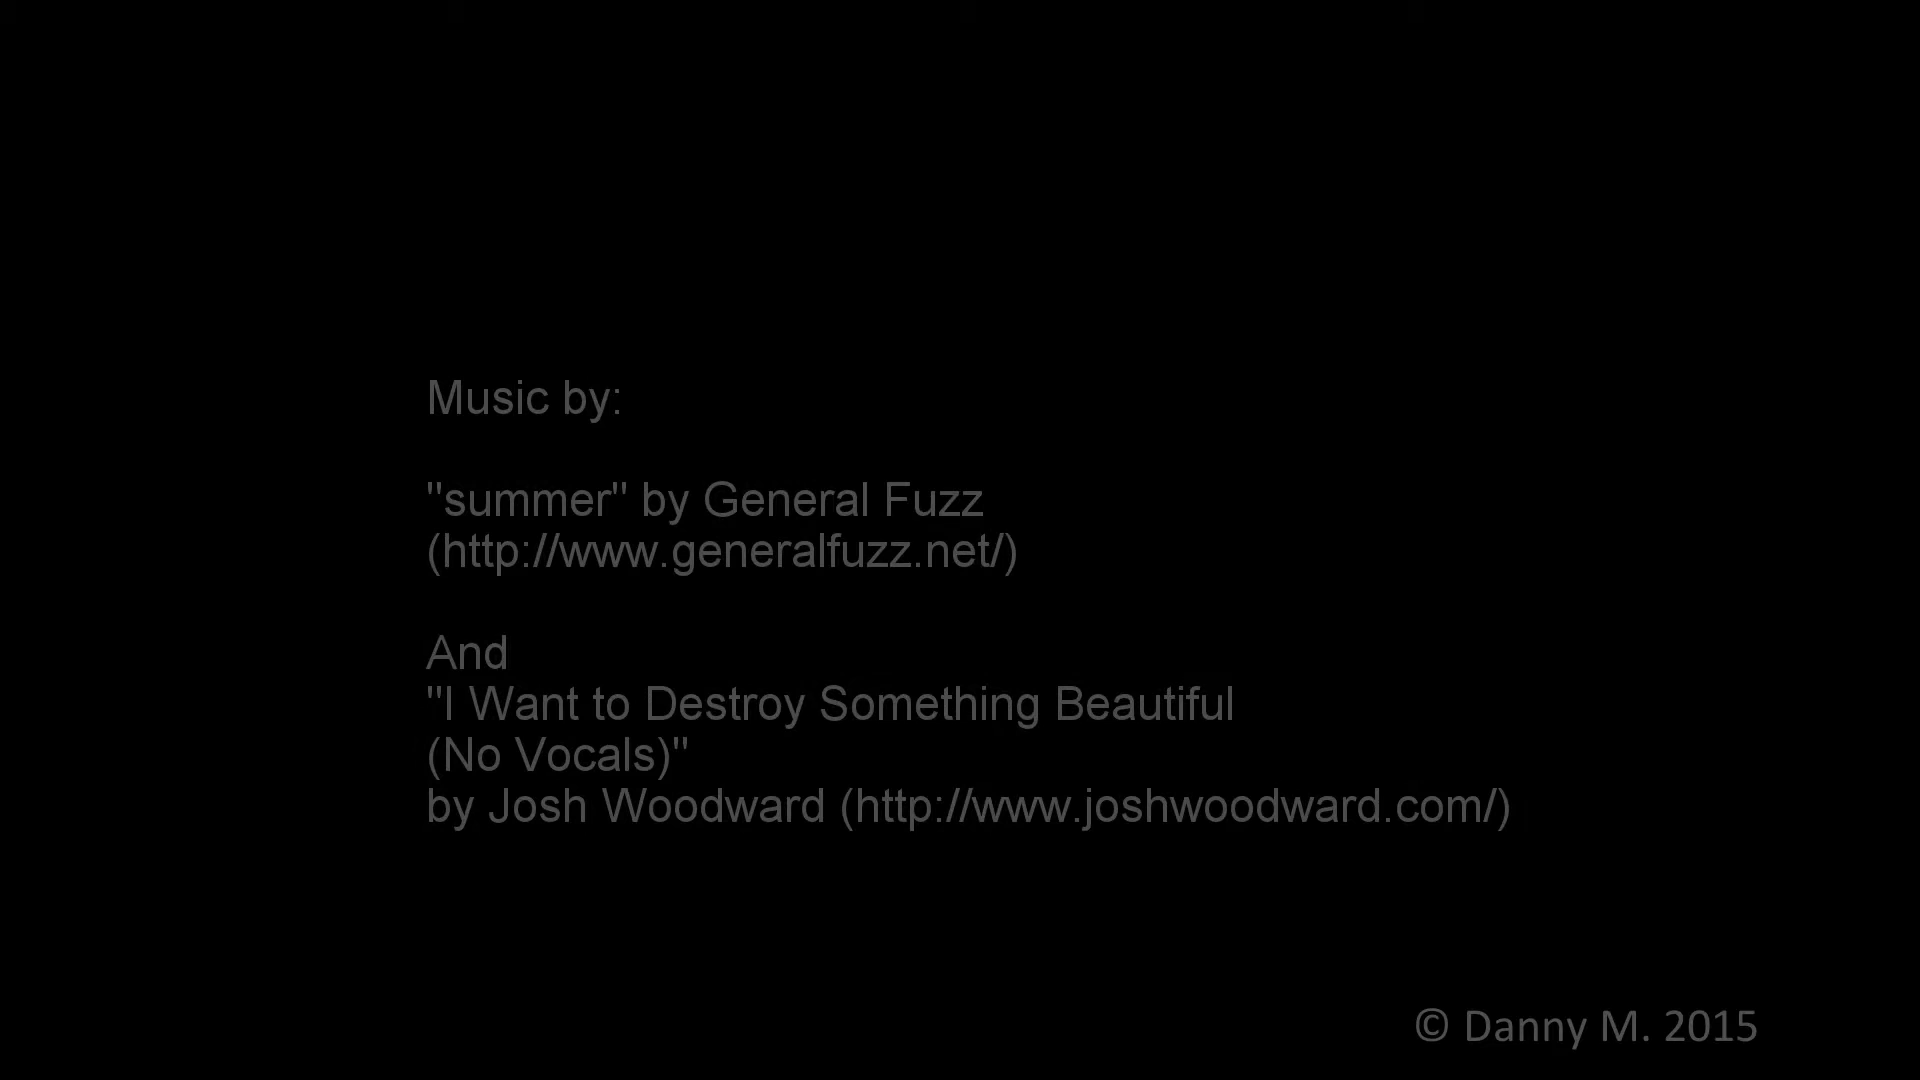 Music by:
"summer" by General Fuzz
(http://www.generalfuzz.net/)
And
"I Want to Destroy Something Beautiful
(No Vocals)"
by Josh Woodward (http://www.joshwoodward.com/)
© Danny M. 2015